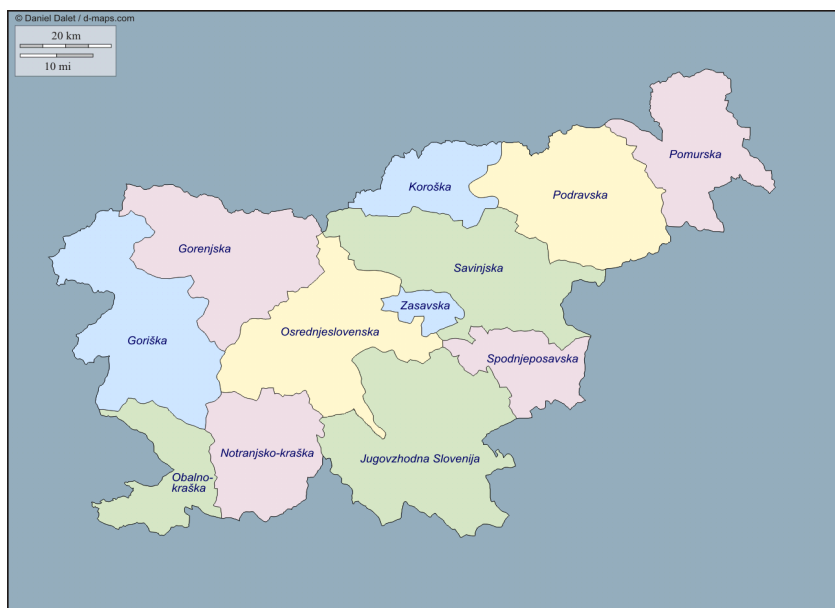 © Daniel Dalet / d-maps.com
20 km
10 mi
Pomurska
Koroška
Podravska
Gorenjska
Savinjska
Zasavska
Osrednjeslovenska
Goriška
Spodnjeposavska
Notranjsko-kraška
Jugovzhodna Slovenija
Obalno-
kraška